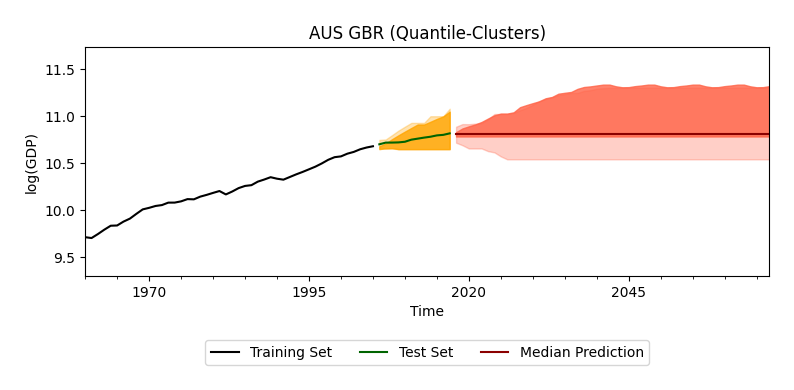 AUS GBR (Quantile-Clusters)
11.5
11.0
10.5
10.0
9.5
log(GDP)
1970 1995 2020 2045
Time
Training Set Test Set Median Prediction